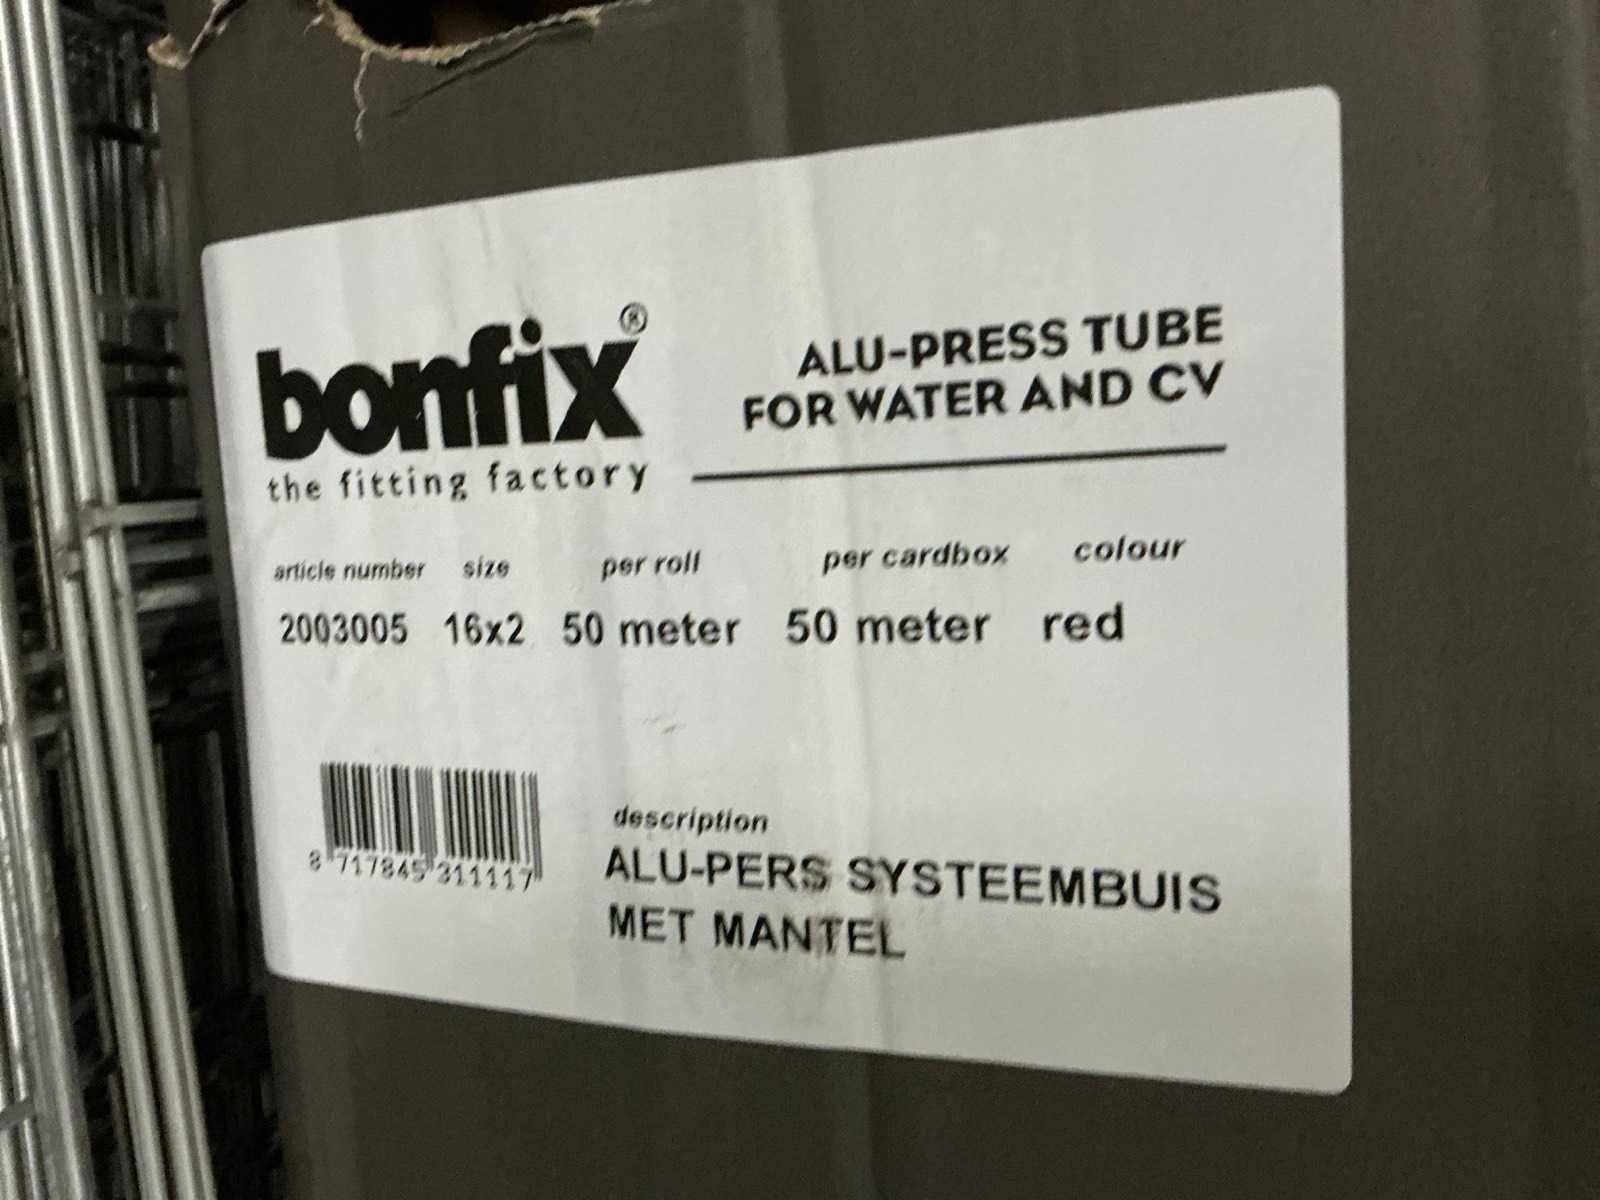 bonfix®
the fitting factory
ALU-PRESS TUBE
FOR WATER AND CV
article number size per roll per cardbox colour
2003005 16x2 50 meter 50 meter red
8 717845 311117
description
ALU-PERS SYSTEEMBUIS
MET MANTEL